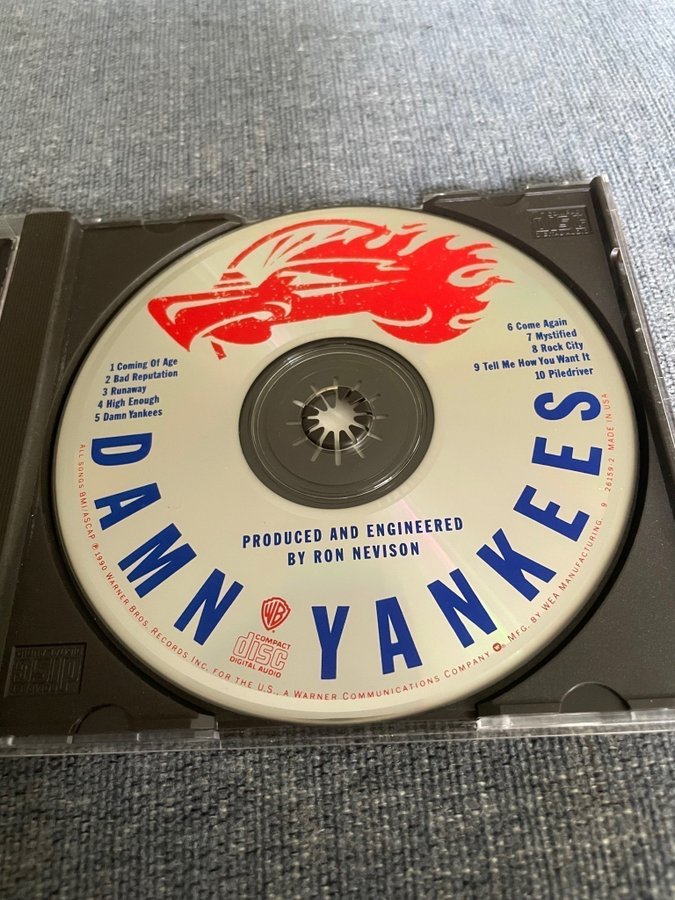 1 Coming Of Age
2 Bad Reputation
3 Runaway
4 High Enough
5 Damn Yankees
6 Come Again
7 Mystified
8 Rock City
9 Tell Me How You Want It
10 Piledriver
PRODUCED AND ENGINEERED
BY RON NEVISON
DAMN YANKEES
WB
COMPACT
disc
DIGITAL AUDIO
ALL SONGS BMI/ASCAP ℗ 1990 WARNER BROS. RECORDS INC. FOR THE U.S., A WARNER COMMUNICATIONS COMPANY MFG. BY WEA MANUFACTURING. 9 26159-2 MADE IN USA